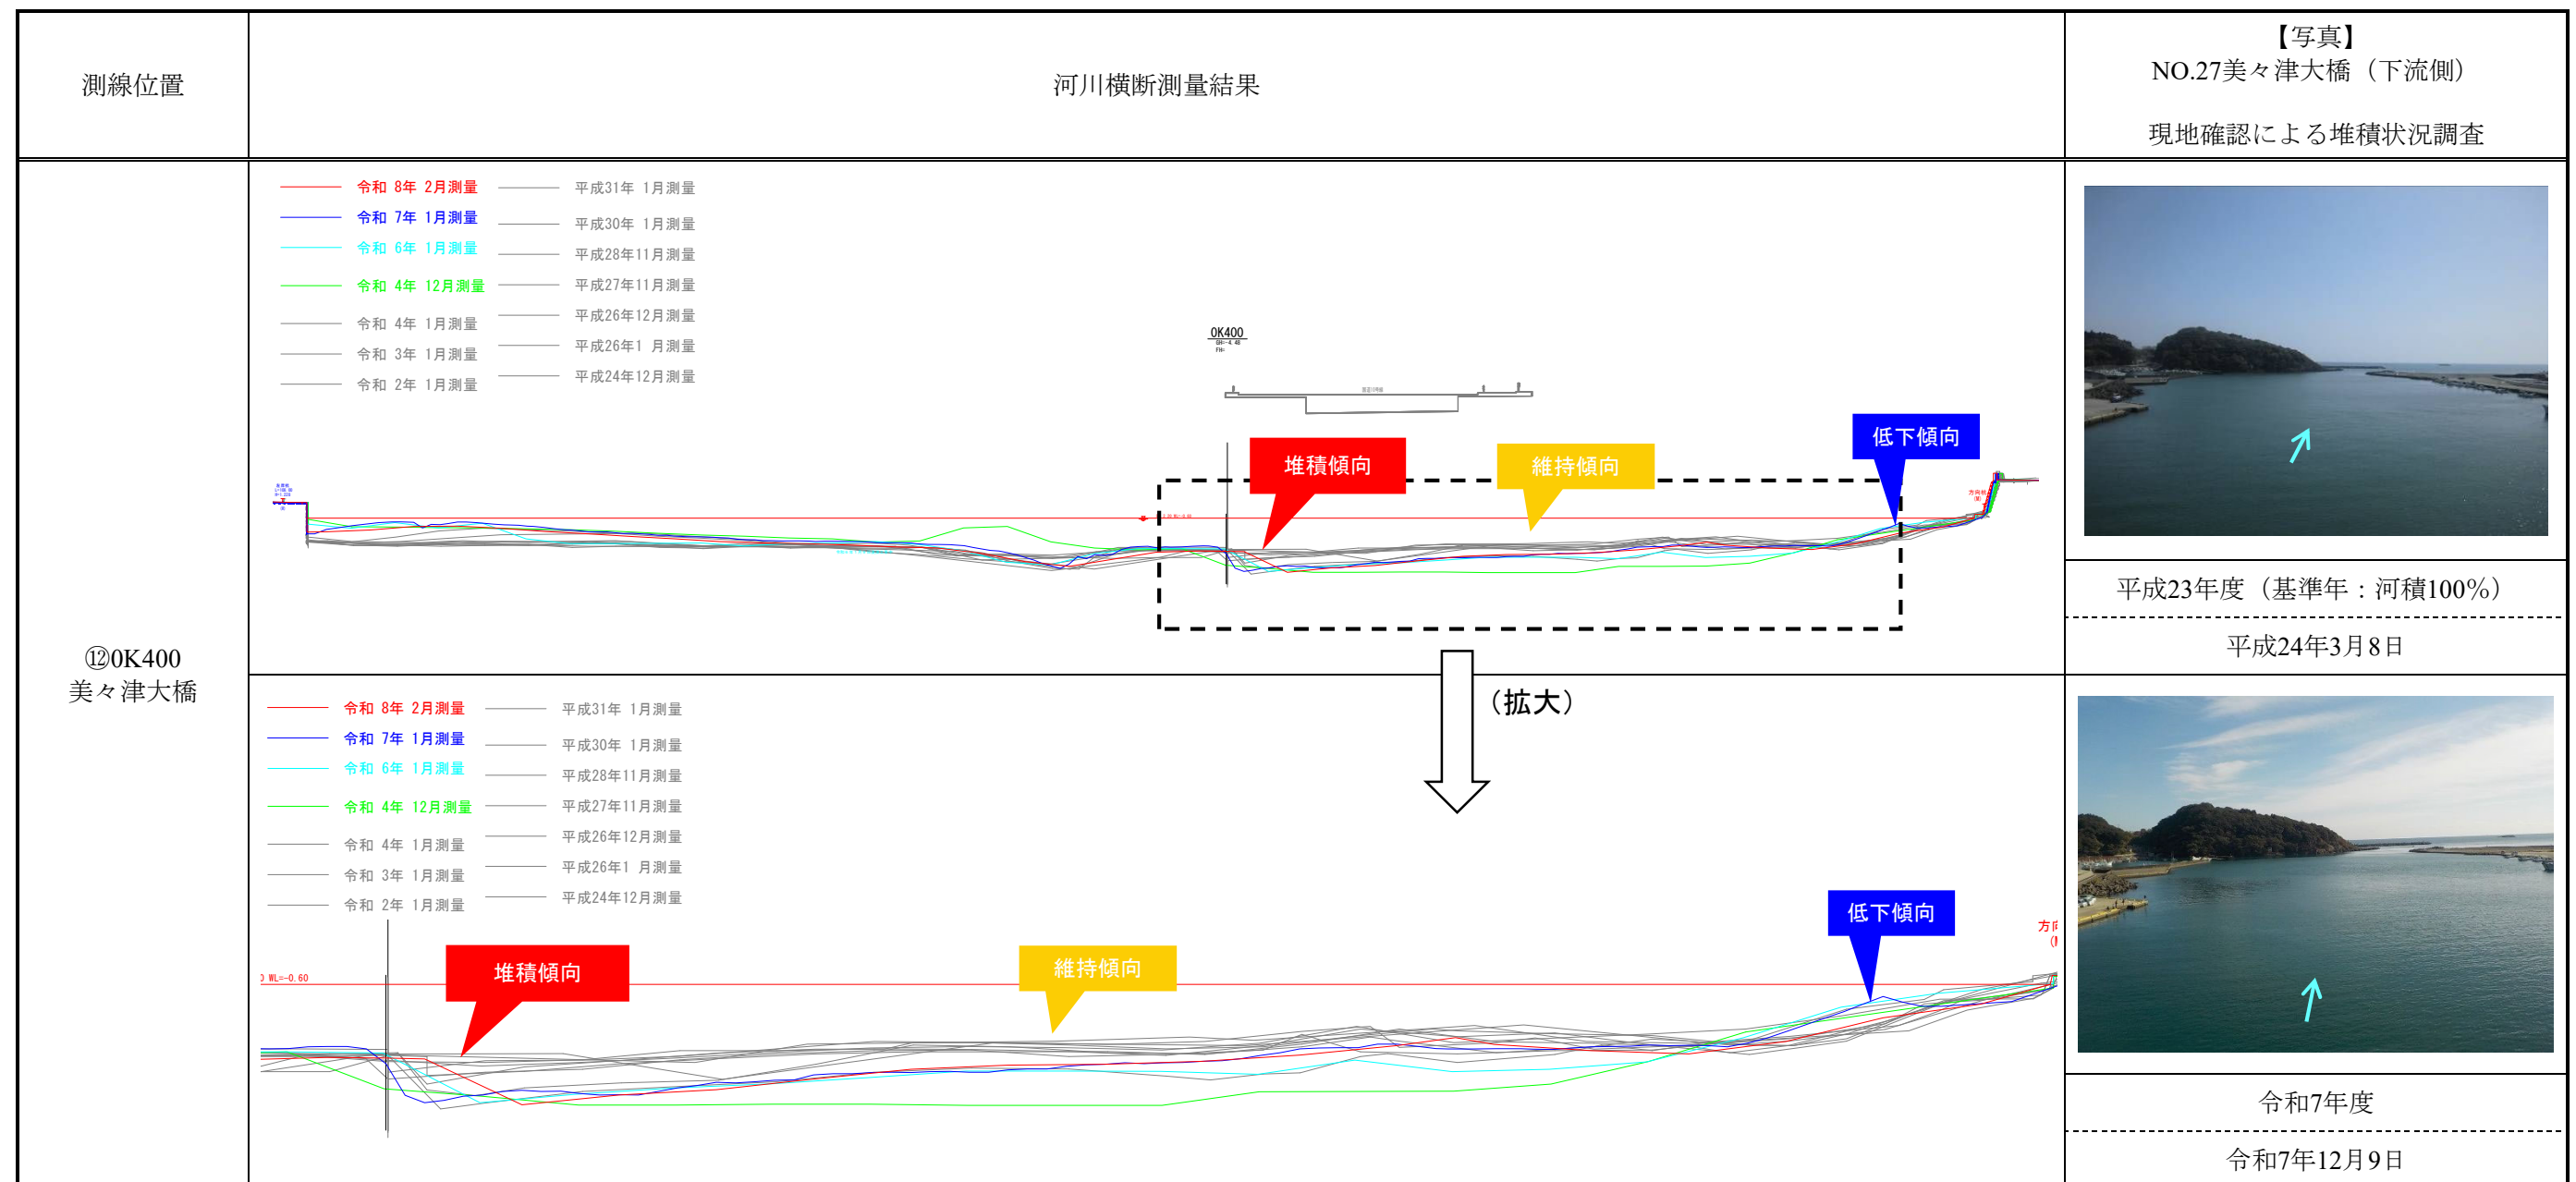 測線位置
河川横断測量結果
【写真】
NO.27美々津大橋（下流側）
現地確認による堆積状況調査
⑫0K400
美々津大橋
令和 8年 2月測量
令和 7年 1月測量
令和 6年 1月測量
令和 4年 12月測量
令和 4年 1月測量
令和 3年 1月測量
令和 2年 1月測量
平成31年 1月測量
平成30年 1月測量
平成28年11月測量
平成27年11月測量
平成26年12月測量
平成26年1 月測量
平成24年12月測量
0K400
GH=-4.40
FH=
堆積傾向
維持傾向
低下傾向
方向杭
平成23年度（基準年：河積100%）
平成24年3月8日
（拡大）
令和 8年 2月測量
令和 7年 1月測量
令和 6年 1月測量
令和 4年 12月測量
令和 4年 1月測量
令和 3年 1月測量
令和 2年 1月測量
平成31年 1月測量
平成30年 1月測量
平成28年11月測量
平成27年11月測量
平成26年12月測量
平成26年1 月測量
平成24年12月測量
WL=-0.60
堆積傾向
維持傾向
低下傾向
令和7年度
令和7年12月9日